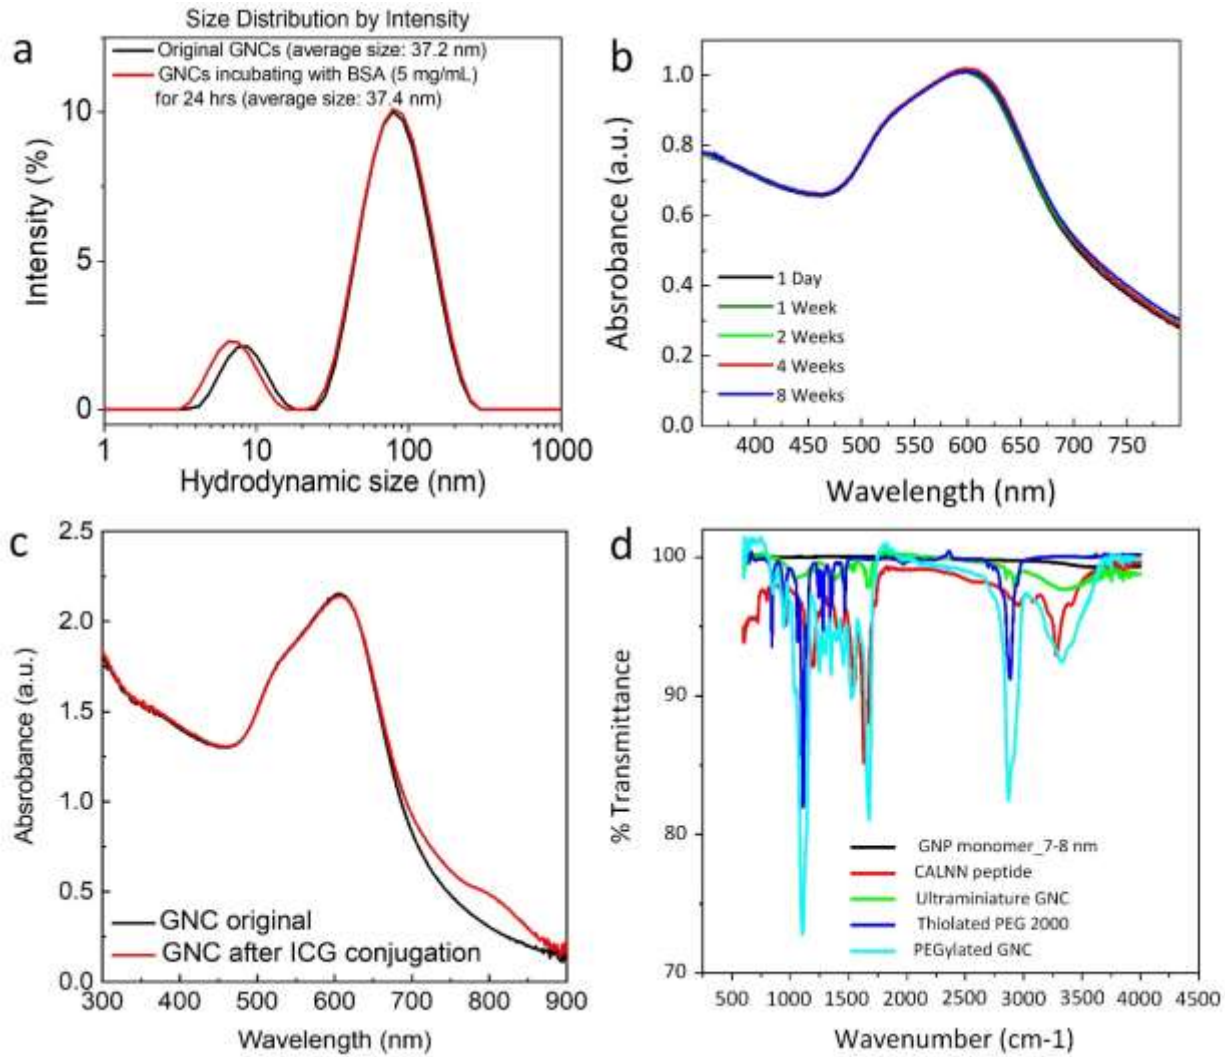 a
Size Distribution by Intensity
Original GNCs (average size: 37.2 nm)
GNCs incubating with BSA (5 mg/mL)
for 24 hrs (average size: 37.4 nm)
10
5
0
Intensity (%)
1 10 100 1000
Hydrodynamic size (nm)
b
1.0
0.8
0.6
0.4
0.2
0.0
Absrobance (a.u.)
1 Day
1 Week
2 Weeks
4 Weeks
8 Weeks
400 450 500 550 600 650 700 750
Wavelength (nm)
c
2.5
2.0
1.5
1.0
0.5
0.0
Absrobance (a.u.)
GNC original
GNC after ICG conjugation
300 400 500 600 700 800 900
Wavelength (nm)
d
100
90
80
70
% Transmittance
GNP monomer_7-8 nm
CALNN peptide
Ultraminiature GNC
Thiolated PEG 2000
PEGylated GNC
500 1000 1500 2000 2500 3000 3500 4000 4500
Wavenumber (cm-1)